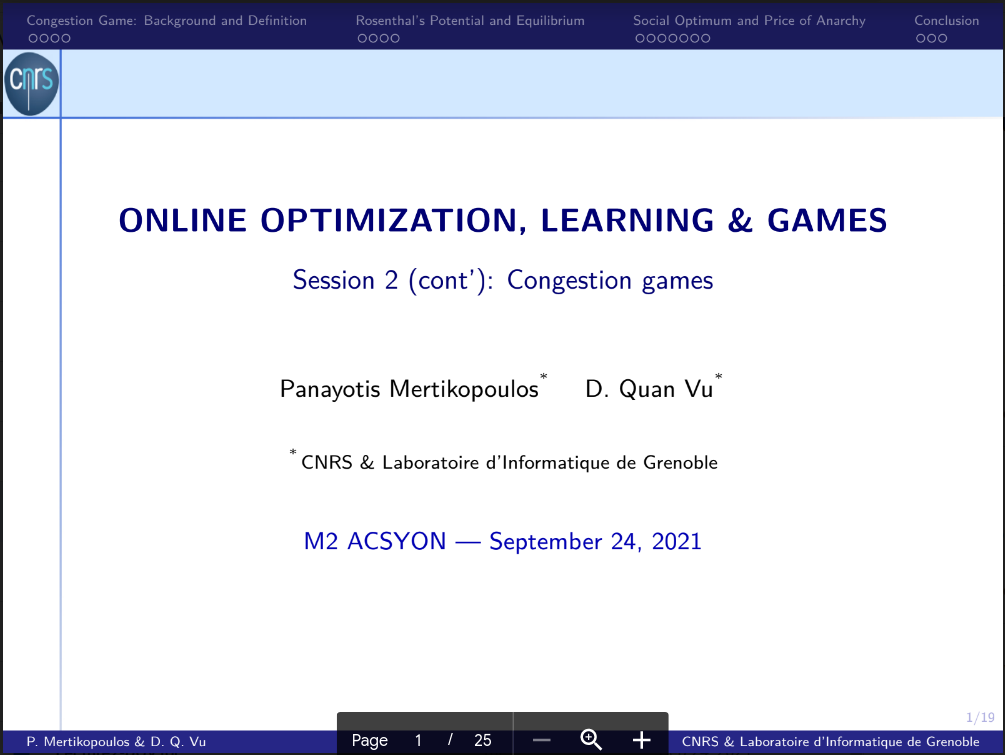 Congestion Game: Background and Definition
Rosenthal's Potential and Equilibrium
Social Optimum and Price of Anarchy
Conclusion
cnrs
ONLINE OPTIMIZATION, LEARNING & GAMES
Session 2 (cont'): Congestion games
Panayotis Mertikopoulos* D. Quan Vu*
*CNRS & Laboratoire d'Informatique de Grenoble
M2 ACSYON — September 24, 2021
1/19
P. Mertikopoulos & D. Q. Vu
Page 1 / 25
CNRS & Laboratoire d'Informatique de Grenoble